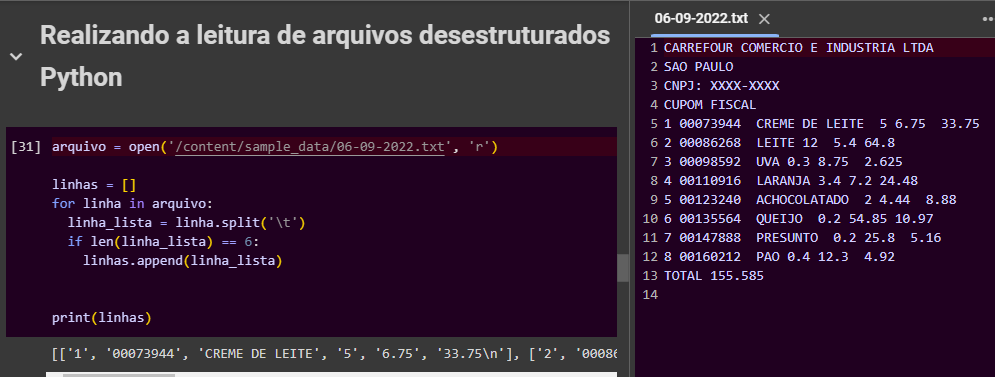 Realizando a leitura de arquivos desestruturados
Python
[31] arquivo = open('/content/sample_data/06-09-2022.txt', 'r')
linhas = []
for linha in arquivo:
linha_lista = linha.split('\t')
if len(linha_lista) == 6:
linhas.append(linha_lista)
print(linhas)
[['1', '00073944', 'CREME DE LEITE', '5', '6.75', '33.75\n'], ['2', '00086
06-09-2022.txt
1 CARREFOUR COMERCIO E INDUSTRIA LTDA
2 SAO PAULO
3 CNPJ: XXXX-XXXX
4 CUPOM FISCAL
5 1 00073944 CREME DE LEITE 5 6.75 33.75
6 2 00086268 LEITE 12 5.4 64.8
7 3 00098592 UVA 0.3 8.75 2.625
8 4 00110916 LARANJA 3.4 7.2 24.48
9 5 00123240 ACHOCOLATADO 2 4.44 8.88
10 6 00135564 QUEIJO 0.2 54.85 10.97
11 7 00147888 PRESUNTO 0.2 25.8 5.16
12 8 00160212 PAO 0.4 12.3 4.92
13 TOTAL 155.585
14